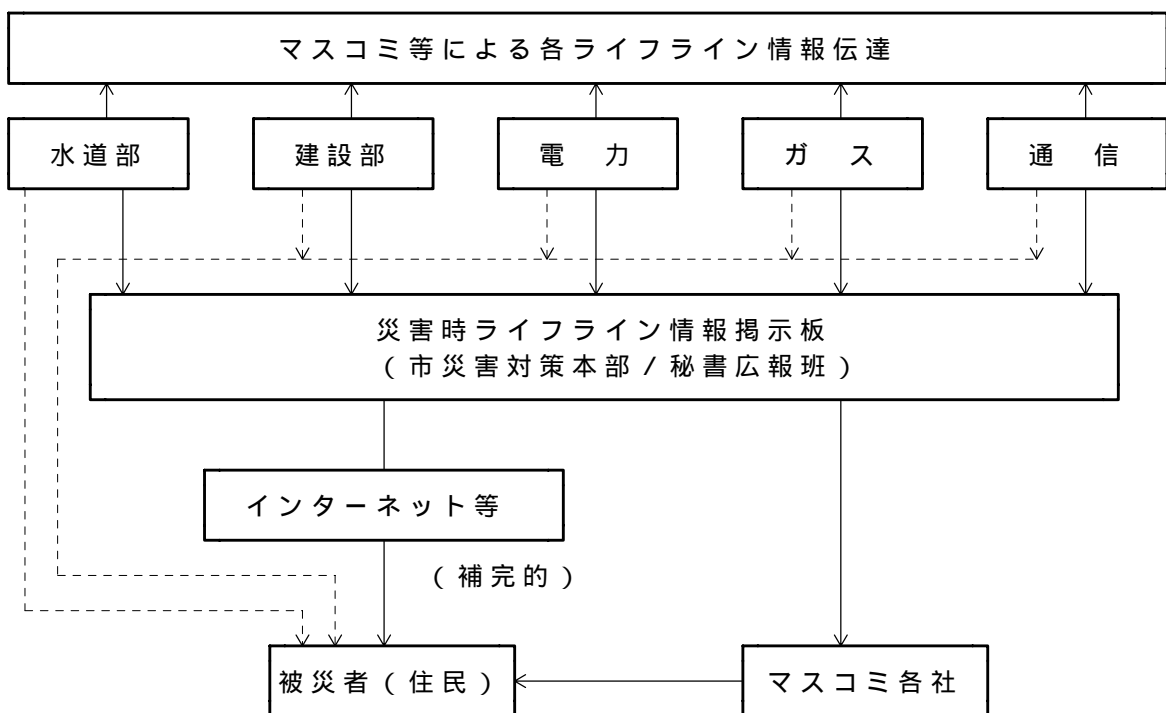 マスコミ等による各ライフライン情報伝達
水道部
建設部
電 力
ガ ス
通 信
災害時ライフライン情報掲示板
(市災害対策本部/秘書広報班)
インターネット等
(補完的)
被災者(住民)
マスコミ各社